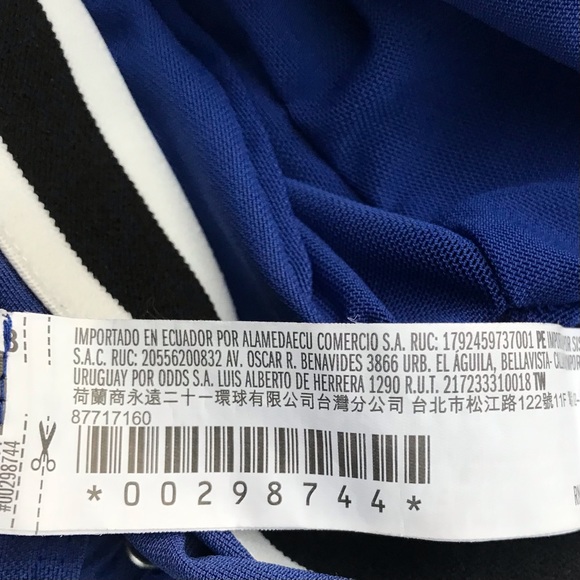 IMPORTADO EN ECUADOR POR ALAMEDAECU COMERCIO S.A. RUC: 1792459737001 PE
S.A.C. RUC: 20556200832 AV. OSCAR R. BENAVIDES 3866 URB. EL ÁGUILA, BELLAVISTA-
URUGUAY POR ODDS S.A. LUIS ALBERTO DE HERRERA 1290 R.U.T. 217233310018 TW
荷蘭商永遠二十一環球有限公司台灣分公司 台北市松江路122號11F
87717160
*00298744*
#00298744